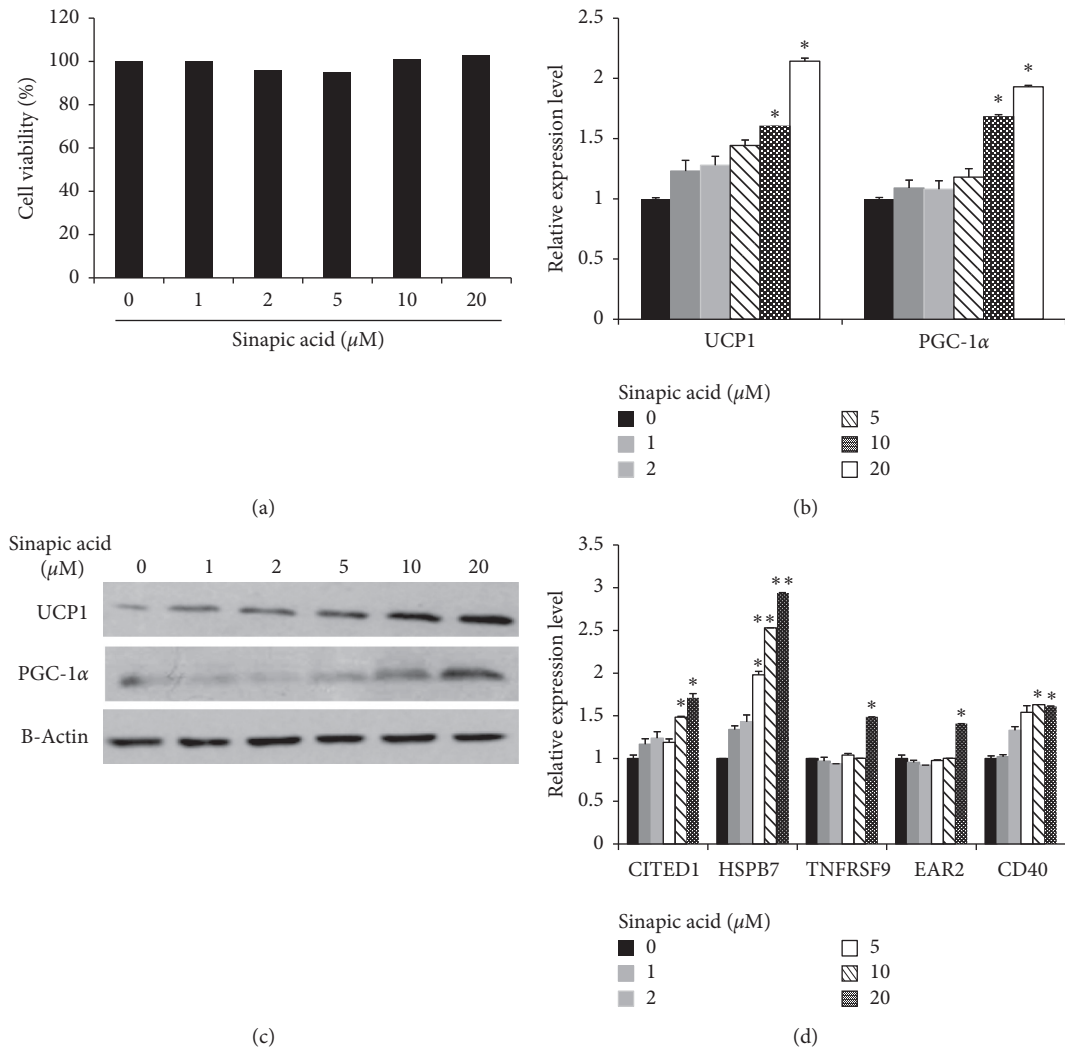 120
100
80
60
40
20
0
Cell viability (%)
0 1 2 5 10 20
Sinapic acid (μM)
(a)
2.5
2
1.5
1
0.5
0
Relative expression level
* * * *
UCP1 PGC-1α
Sinapic acid (μM)
0 5
1 10
2 20
(b)
Sinapic acid
(μM) 0 1 2 5 10 20
UCP1
PGC-1α
B-Actin
(c)
3.5
3
2.5
2
1.5
1
0.5
0
Relative expression level
* * * ** ** * * * *
CITED1 HSPB7 TNFRSF9 EAR2 CD40
Sinapic acid (μM)
0 5
1 10
2 20
(d)